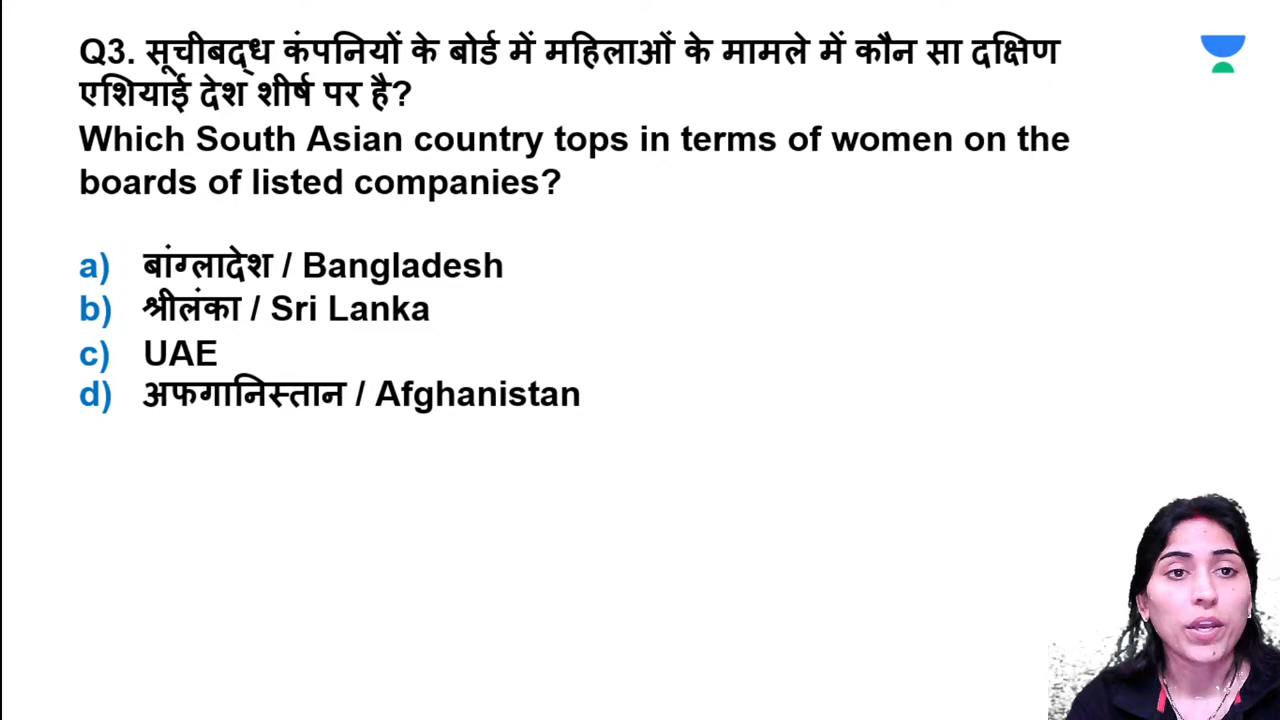 Q3. सूचीबद्ध कंपनियों के बोर्ड में महिलाओं के मामले में कौन सा दक्षिण
एशियाई देश शीर्ष पर है?
Which South Asian country tops in terms of women on the
boards of listed companies?
a) बांग्लादेश / Bangladesh
b) श्रीलंका / Sri Lanka
c) UAE
d) अफगानिस्तान / Afghanistan